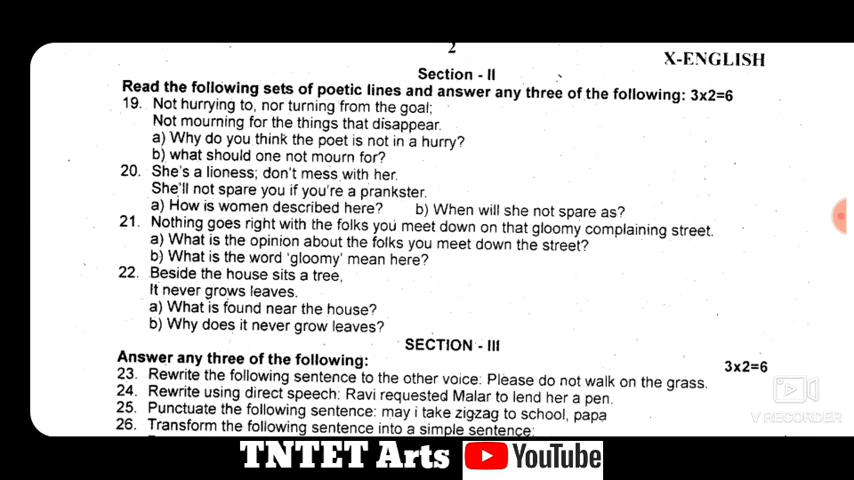 2
X-ENGLISH
Section - II
Read the following sets of poetic lines and answer any three of the following: 3x2=6
19. Not hurrying to, nor turning from the goal;
Not mourning for the things that disappear.
a) Why do you think the poet is not in a hurry?
b) what should one not mourn for?
20. She's a lioness; don't mess with her.
She'll not spare you if you're a prankster.
a) How is women described here? b) When will she not spare as?
21. Nothing goes right with the folks you meet down on that gloomy complaining street.
a) What is the opinion about the folks you meet down the street?
b) What is the word 'gloomy' mean here?
22. Beside the house sits a tree,
It never grows leaves.
a) What is found near the house?
b) Why does it never grow leaves?
SECTION - III
Answer any three of the following: 3x2=6
23. Rewrite the following sentence to the other voice: Please do not walk on the grass.
24. Rewrite using direct speech: Ravi requested Malar to lend her a pen.
25. Punctuate the following sentence: may i take zigzag to school, papa
26. Transform the following sentence into a simple sentence:
V RECORDER
TNTET Arts YouTube